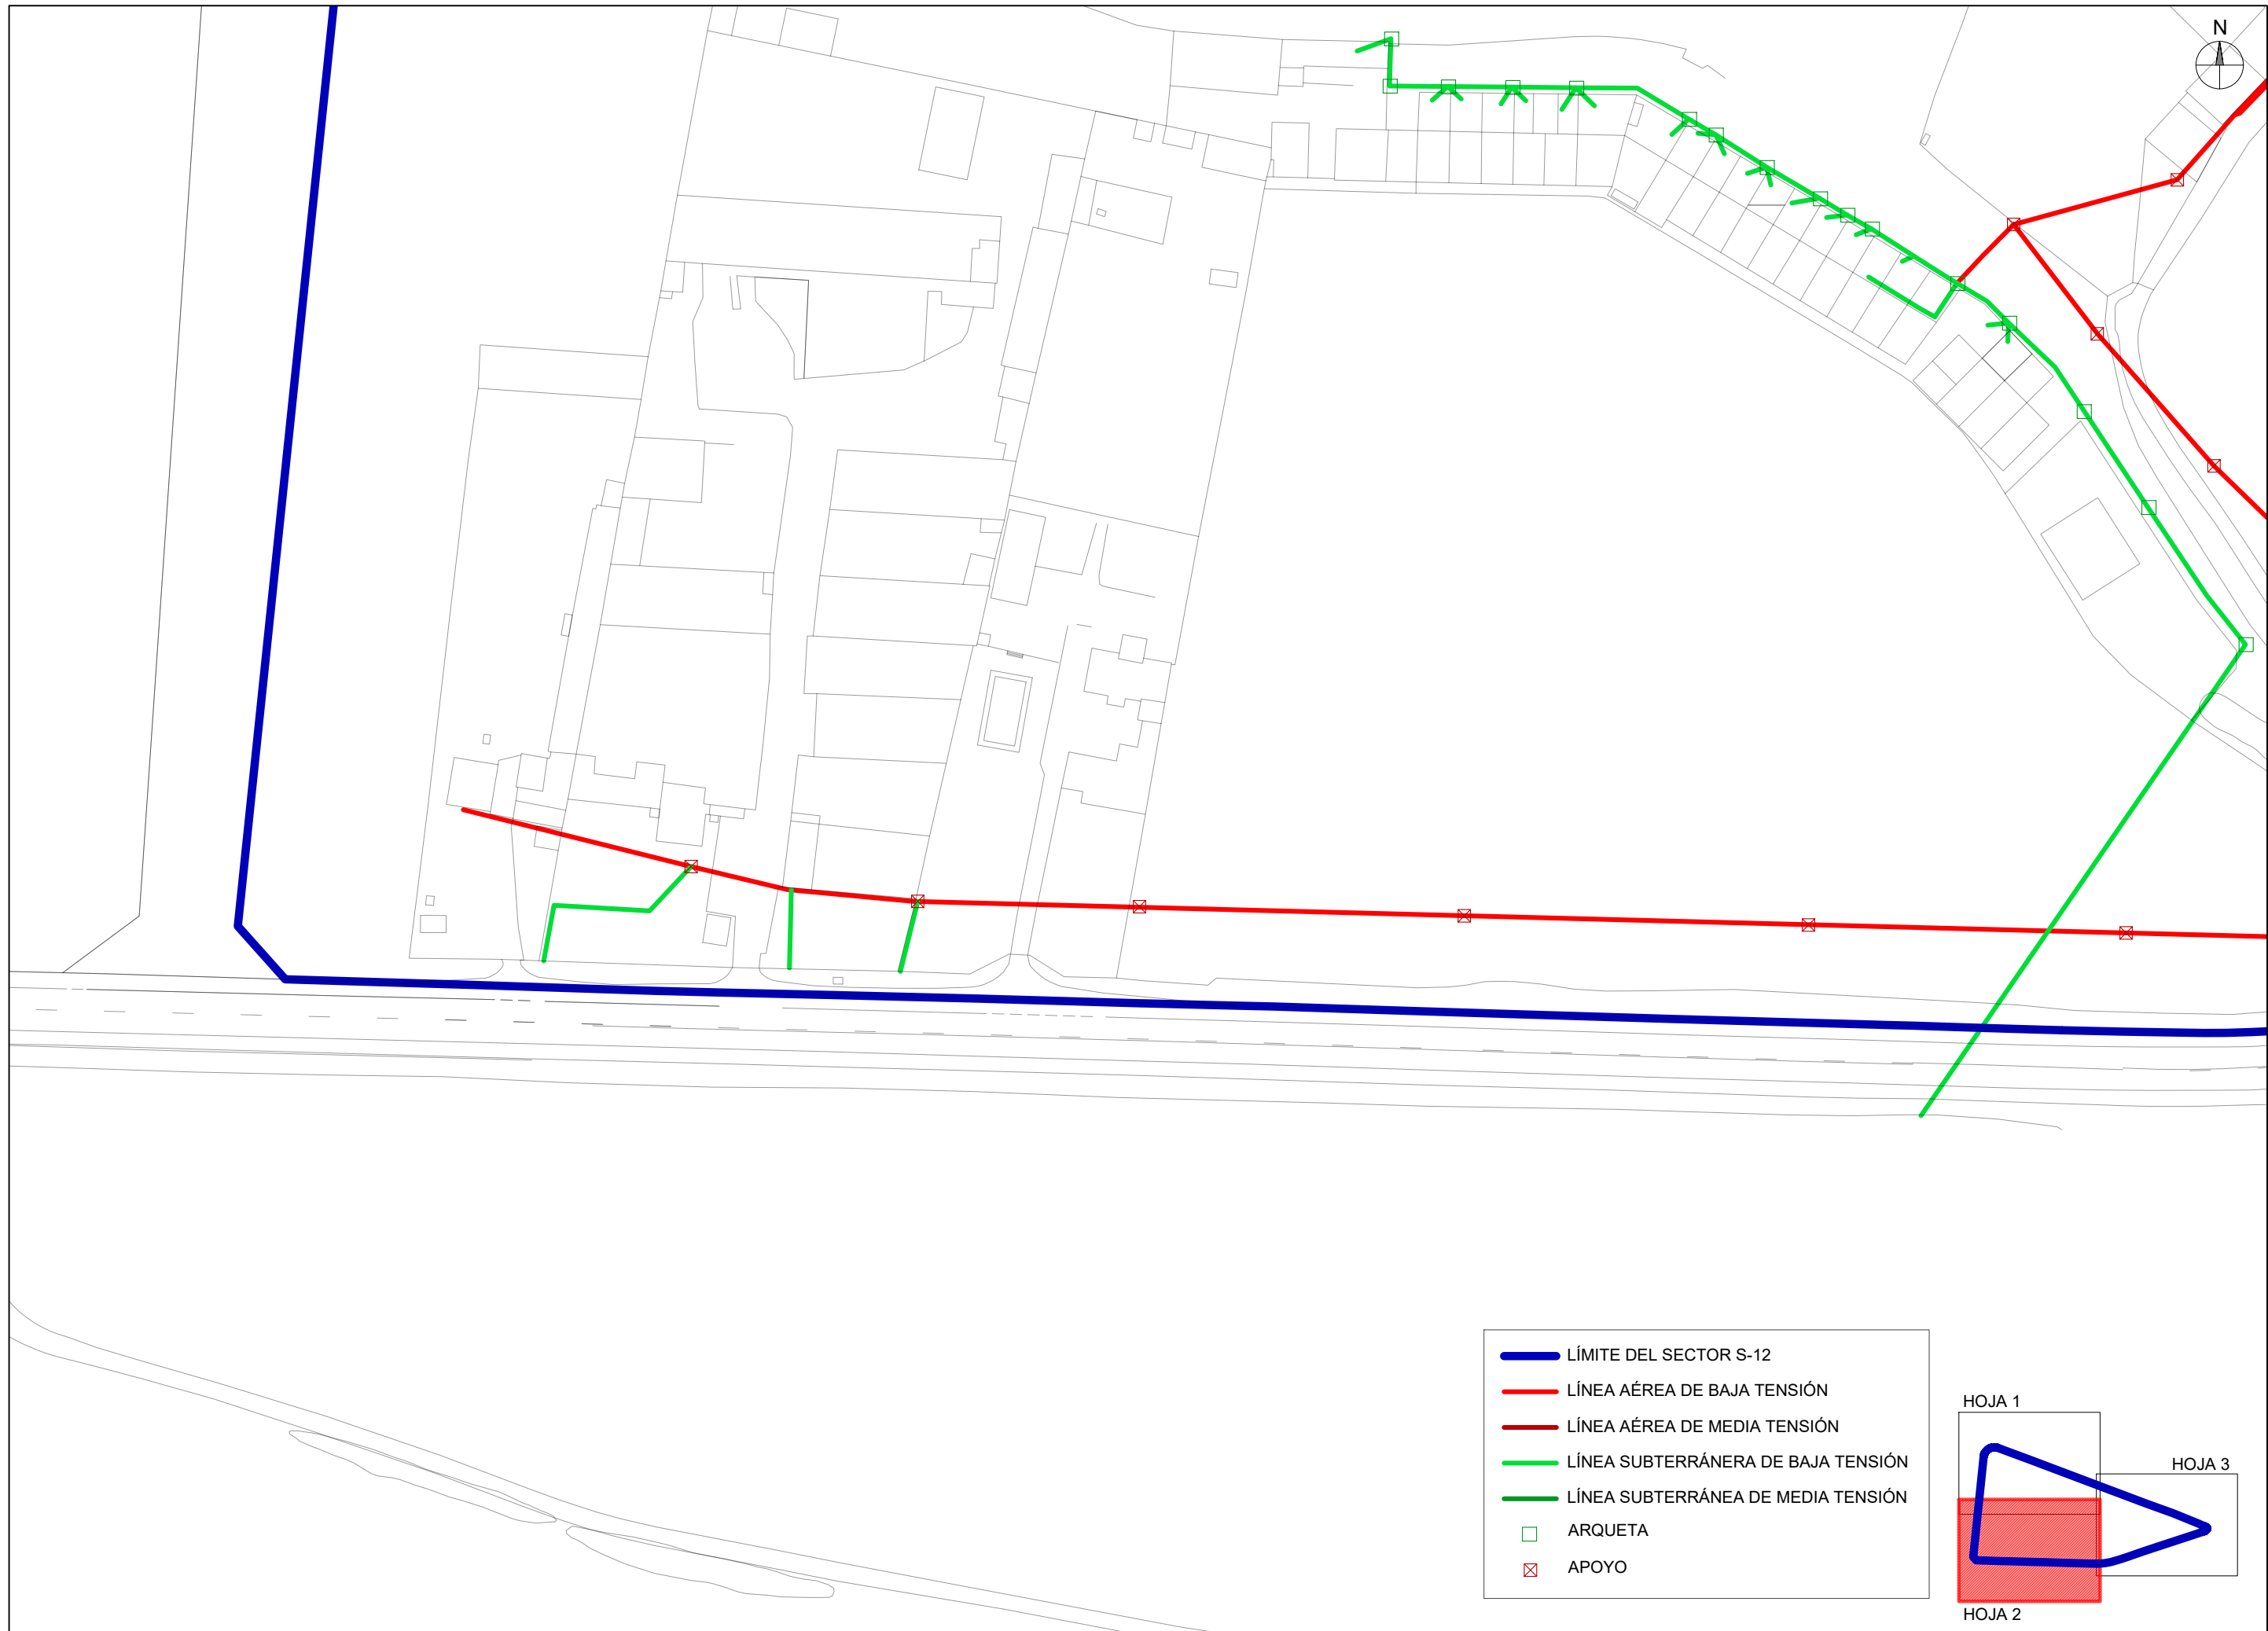 N
LÍMITE DEL SECTOR S-12
LÍNEA AÉREA DE BAJA TENSIÓN
LÍNEA AÉREA DE MEDIA TENSIÓN
LÍNEA SUBTERRÁNERA DE BAJA TENSIÓN
LÍNEA SUBTERRÁNEA DE MEDIA TENSIÓN
ARQUETA
APOYO
HOJA 1
HOJA 3
HOJA 2